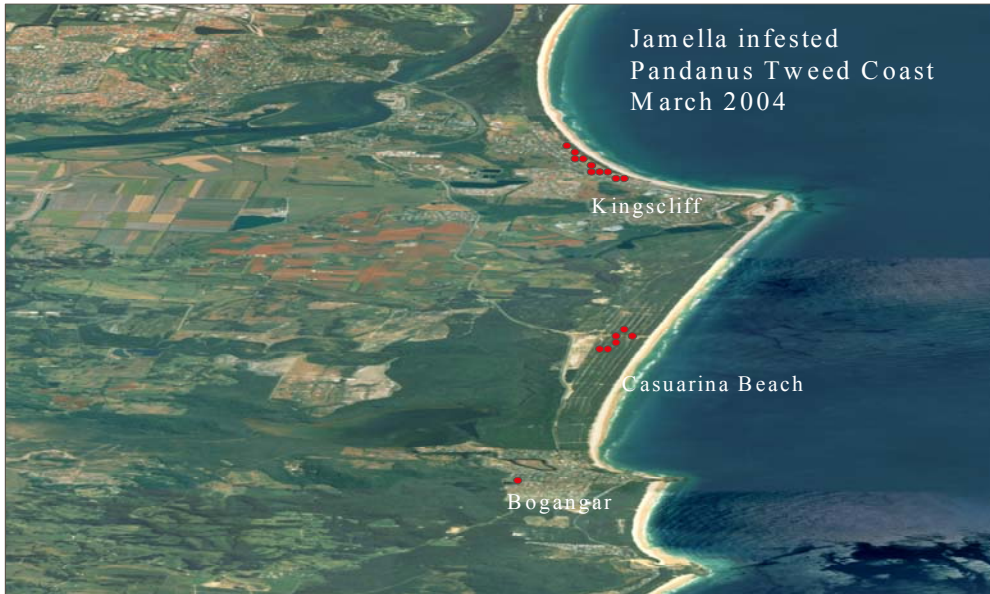 Jamella infested
Pandanus Tweed Coast
March 2004
Kingscliff
Casuarina Beach
Bogangar